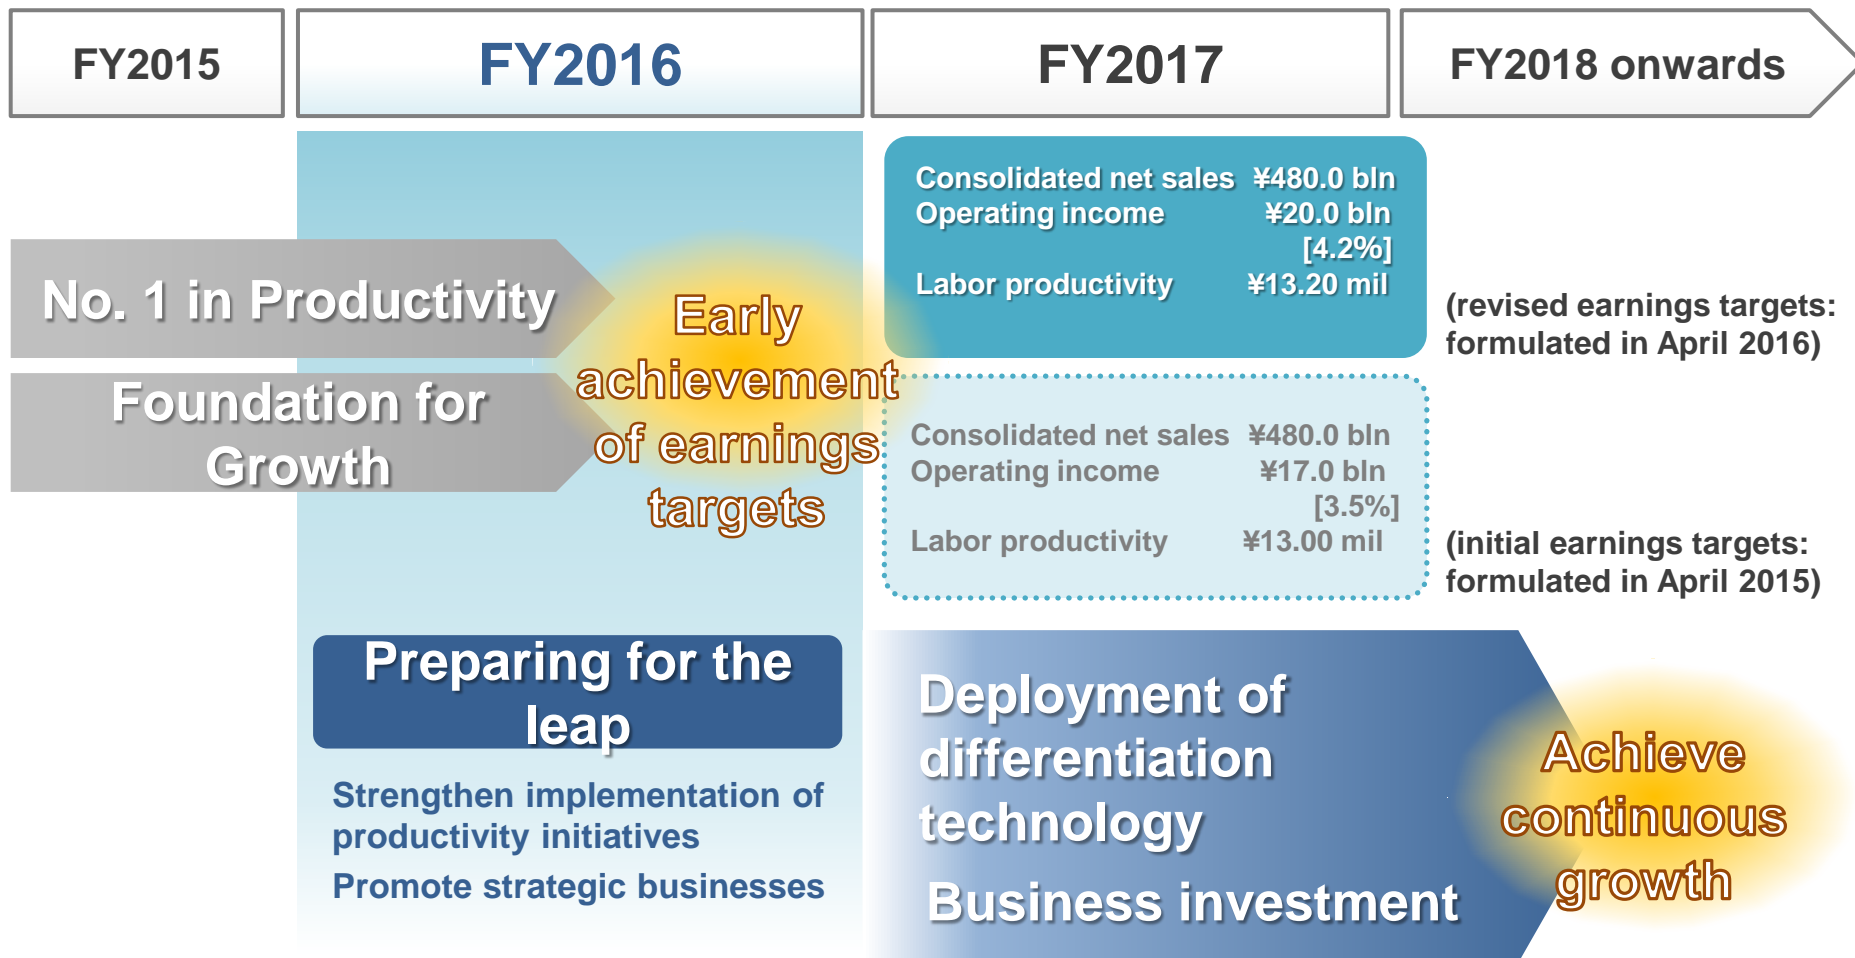 FY2015
FY2016
FY2017
FY2018 onwards
No. 1 in Productivity
Foundation for
Growth
Early
achievement
of earnings
targets
Consolidated net sales ¥480.0 bln
Operating income ¥20.0 bln
[4.2%]
Labor productivity ¥13.20 mil
(revised earnings targets:
formulated in April 2016)
Consolidated net sales ¥480.0 bln
Operating income ¥17.0 bln
[3.5%]
Labor productivity ¥13.00 mil
(initial earnings targets:
formulated in April 2015)
Preparing for the
leap
Strengthen implementation of
productivity initiatives
Promote strategic businesses
Deployment of
differentiation
technology
Business investment
Achieve
continuous
growth